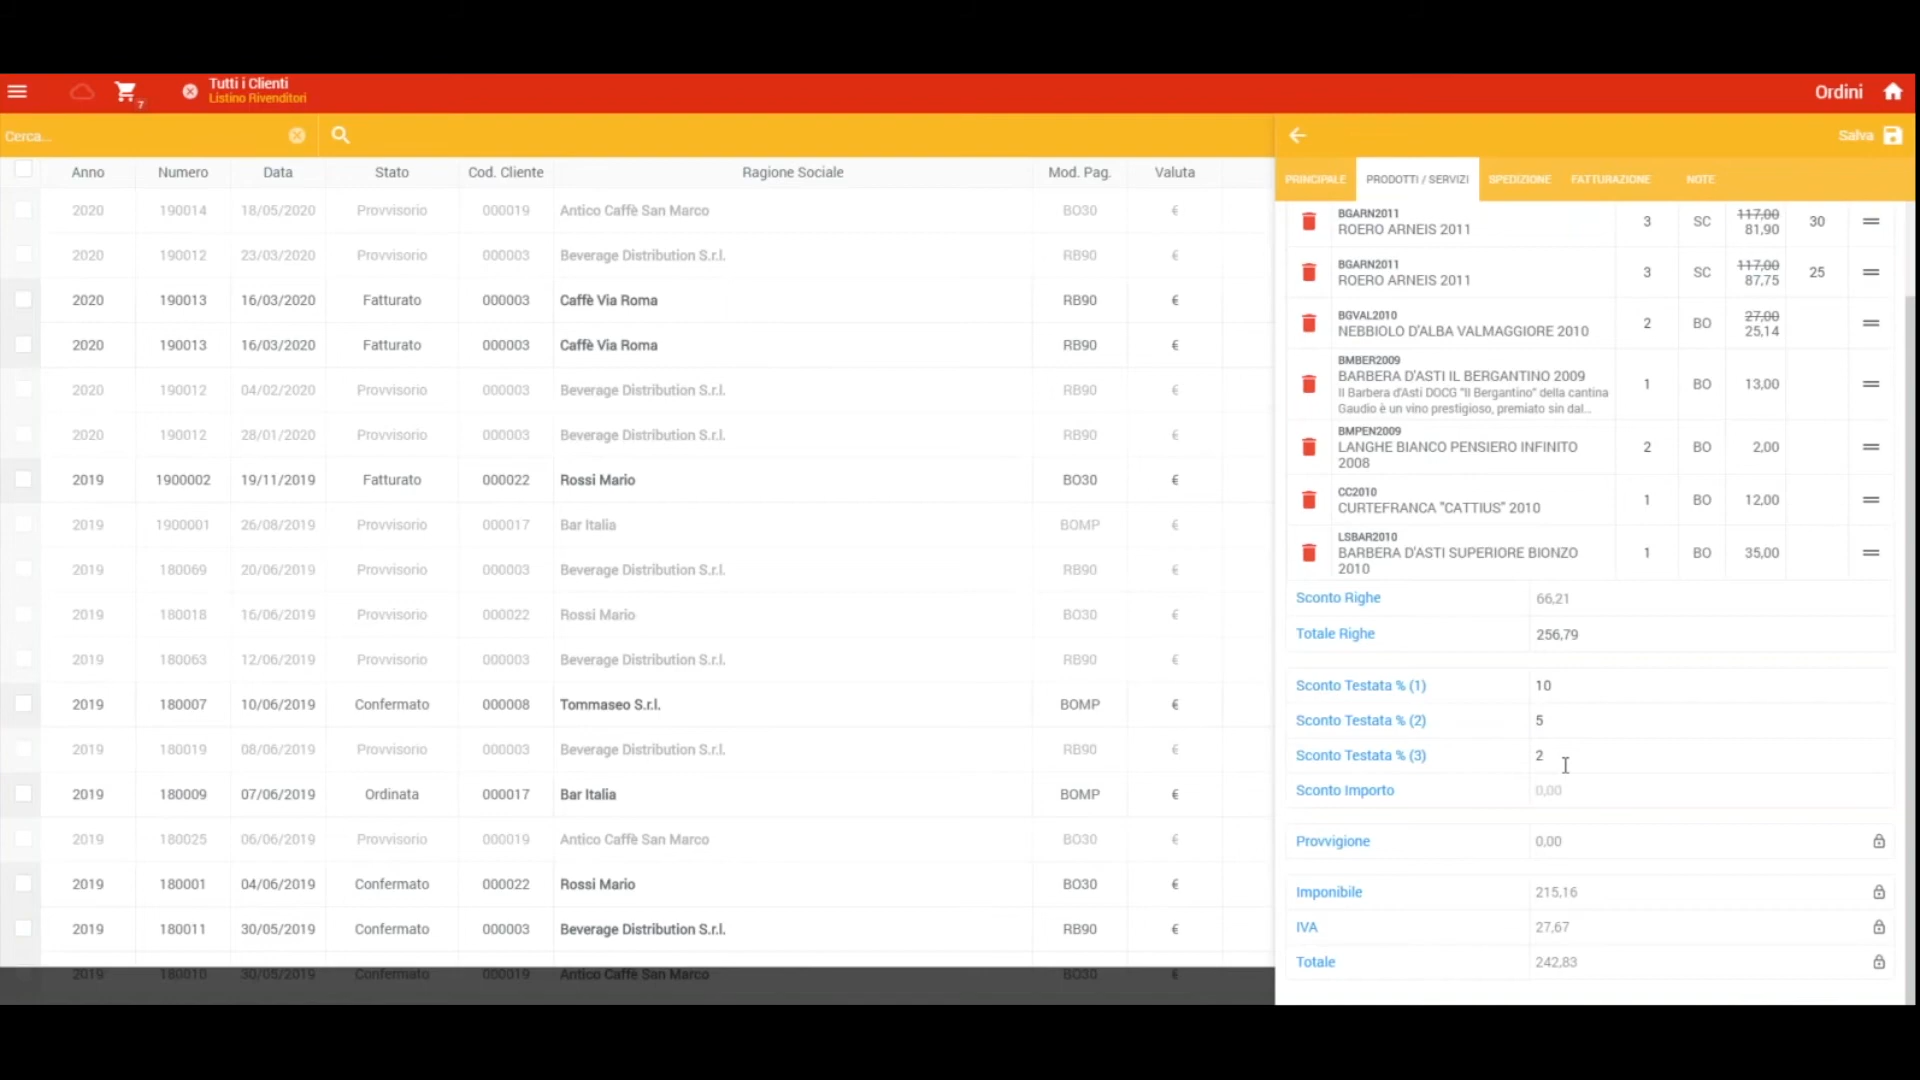 7
Tutti i Clienti
Listino Rivenditori
Ordini
Cerca...
Salva
Anno Numero Data Stato Cod. Cliente Ragione Sociale Mod. Pag. Valuta
2020 190014 18/05/2020 Provvisorio 000019 Antico Caffè San Marco BO30 €
2020 190012 23/03/2020 Provvisorio 000003 Beverage Distribution S.r.l. RB90 €
2020 190013 16/03/2020 Fatturato 000003 Caffè Via Roma RB90 €
2020 190013 16/03/2020 Fatturato 000003 Caffè Via Roma RB90 €
2020 190012 04/02/2020 Provvisorio 000003 Beverage Distribution S.r.l. RB90 €
2020 190012 28/01/2020 Provvisorio 000003 Beverage Distribution S.r.l. RB90 €
2019 1900002 19/11/2019 Fatturato 000022 Rossi Mario BO30 €
2019 1900001 26/08/2019 Provvisorio 000017 Bar Italia BOMP €
2019 180069 20/06/2019 Provvisorio 000003 Beverage Distribution S.r.l. RB90 €
2019 180018 16/06/2019 Provvisorio 000022 Rossi Mario BO30 €
2019 180063 12/06/2019 Provvisorio 000003 Beverage Distribution S.r.l. RB90 €
2019 180007 10/06/2019 Confermato 000008 Tommaseo S.r.l. BOMP €
2019 180019 08/06/2019 Provvisorio 000003 Beverage Distribution S.r.l. RB90 €
2019 180009 07/06/2019 Ordinata 000017 Bar Italia BOMP €
2019 180025 06/06/2019 Provvisorio 000019 Antico Caffè San Marco BO30 €
2019 180001 04/06/2019 Confermato 000022 Rossi Mario BO30 €
2019 180011 30/05/2019 Confermato 000003 Beverage Distribution S.r.l. RB90 €
2019 180010 30/05/2019 Confermato 000019 Antico Caffè San Marco BO30 €
PRINCIPALE PRODOTTI / SERVIZI SPEDIZIONE FATTURAZIONE NOTE
BGARN2011
ROERO ARNEIS 2011
3 SC 117,00 30
81,90
BGARN2011
ROERO ARNEIS 2011
3 SC 117,00 25
87,75
BGVAL2010
NEBBIOLO D'ALBA VALMAGGIORE 2010
2 BO 27,00
25,14
BMBER2009
BARBERA D'ASTI IL BERGANTINO 2009
Il Barbera d'Asti DOCG "Il Bergantino" della cantina
Gaudio è un vino prestigioso, premiato sin dal...
1 BO 13,00
BMPEN2009
LANGHE BIANCO PENSIERO INFINITO
2008
2 BO 2,00
CC2010
CURTEFRANCA "CATTIUS" 2010
1 BO 12,00
LSBAR2010
BARBERA D'ASTI SUPERIORE BIONZO
2010
1 BO 35,00
Sconto Righe 66,21
Totale Righe 256,79
Sconto Testata % (1) 10
Sconto Testata % (2) 5
Sconto Testata % (3) 2
Sconto Importo 0,00
Provvigione 0,00
Imponibile 215,16
IVA 27,67
Totale 242,83